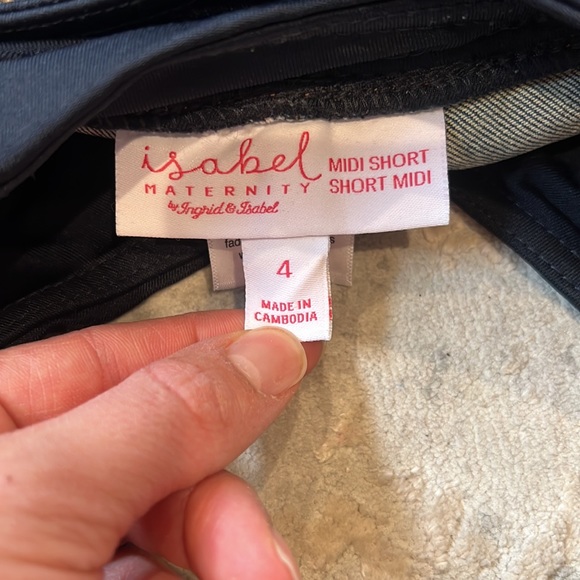 isabel
MATERNITY
by Ingrid & Isabel
MIDI SHORT
SHORT MIDI
4
MADE IN
CAMBODIA